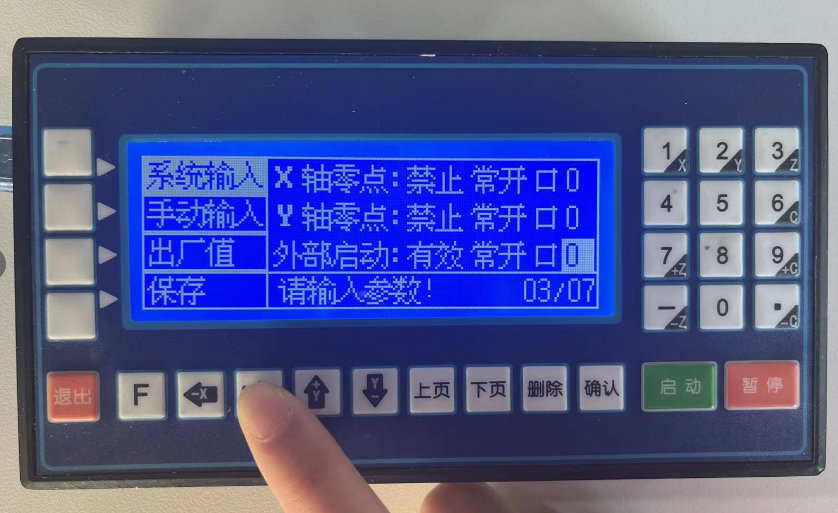 系统输入 X 轴零点:禁止 常开 口 0
手动输入 Y 轴零点:禁止 常开 口 0
出厂值 外部启动:有效 常开 口 0
保存 请输入参数! 03/07
1 X 2 Y 3 Z
4 5 6 C
7 +Z 8 9 +C
— -Z 0 . -C
退出 F -X +Y Y- 上页 下页 删除 确认 启动 暂停